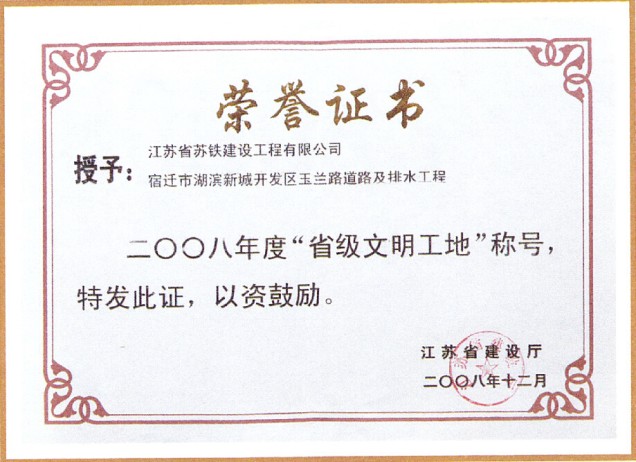 荣誉证书
江苏省苏铁建设工程有限公司
授予：
宿迁市湖滨新城开发区玉兰路道路及排水工程
二〇〇八年度“省级文明工地”称号，
特发此证，以资鼓励。
江苏省建设厅
二〇〇八年十二月